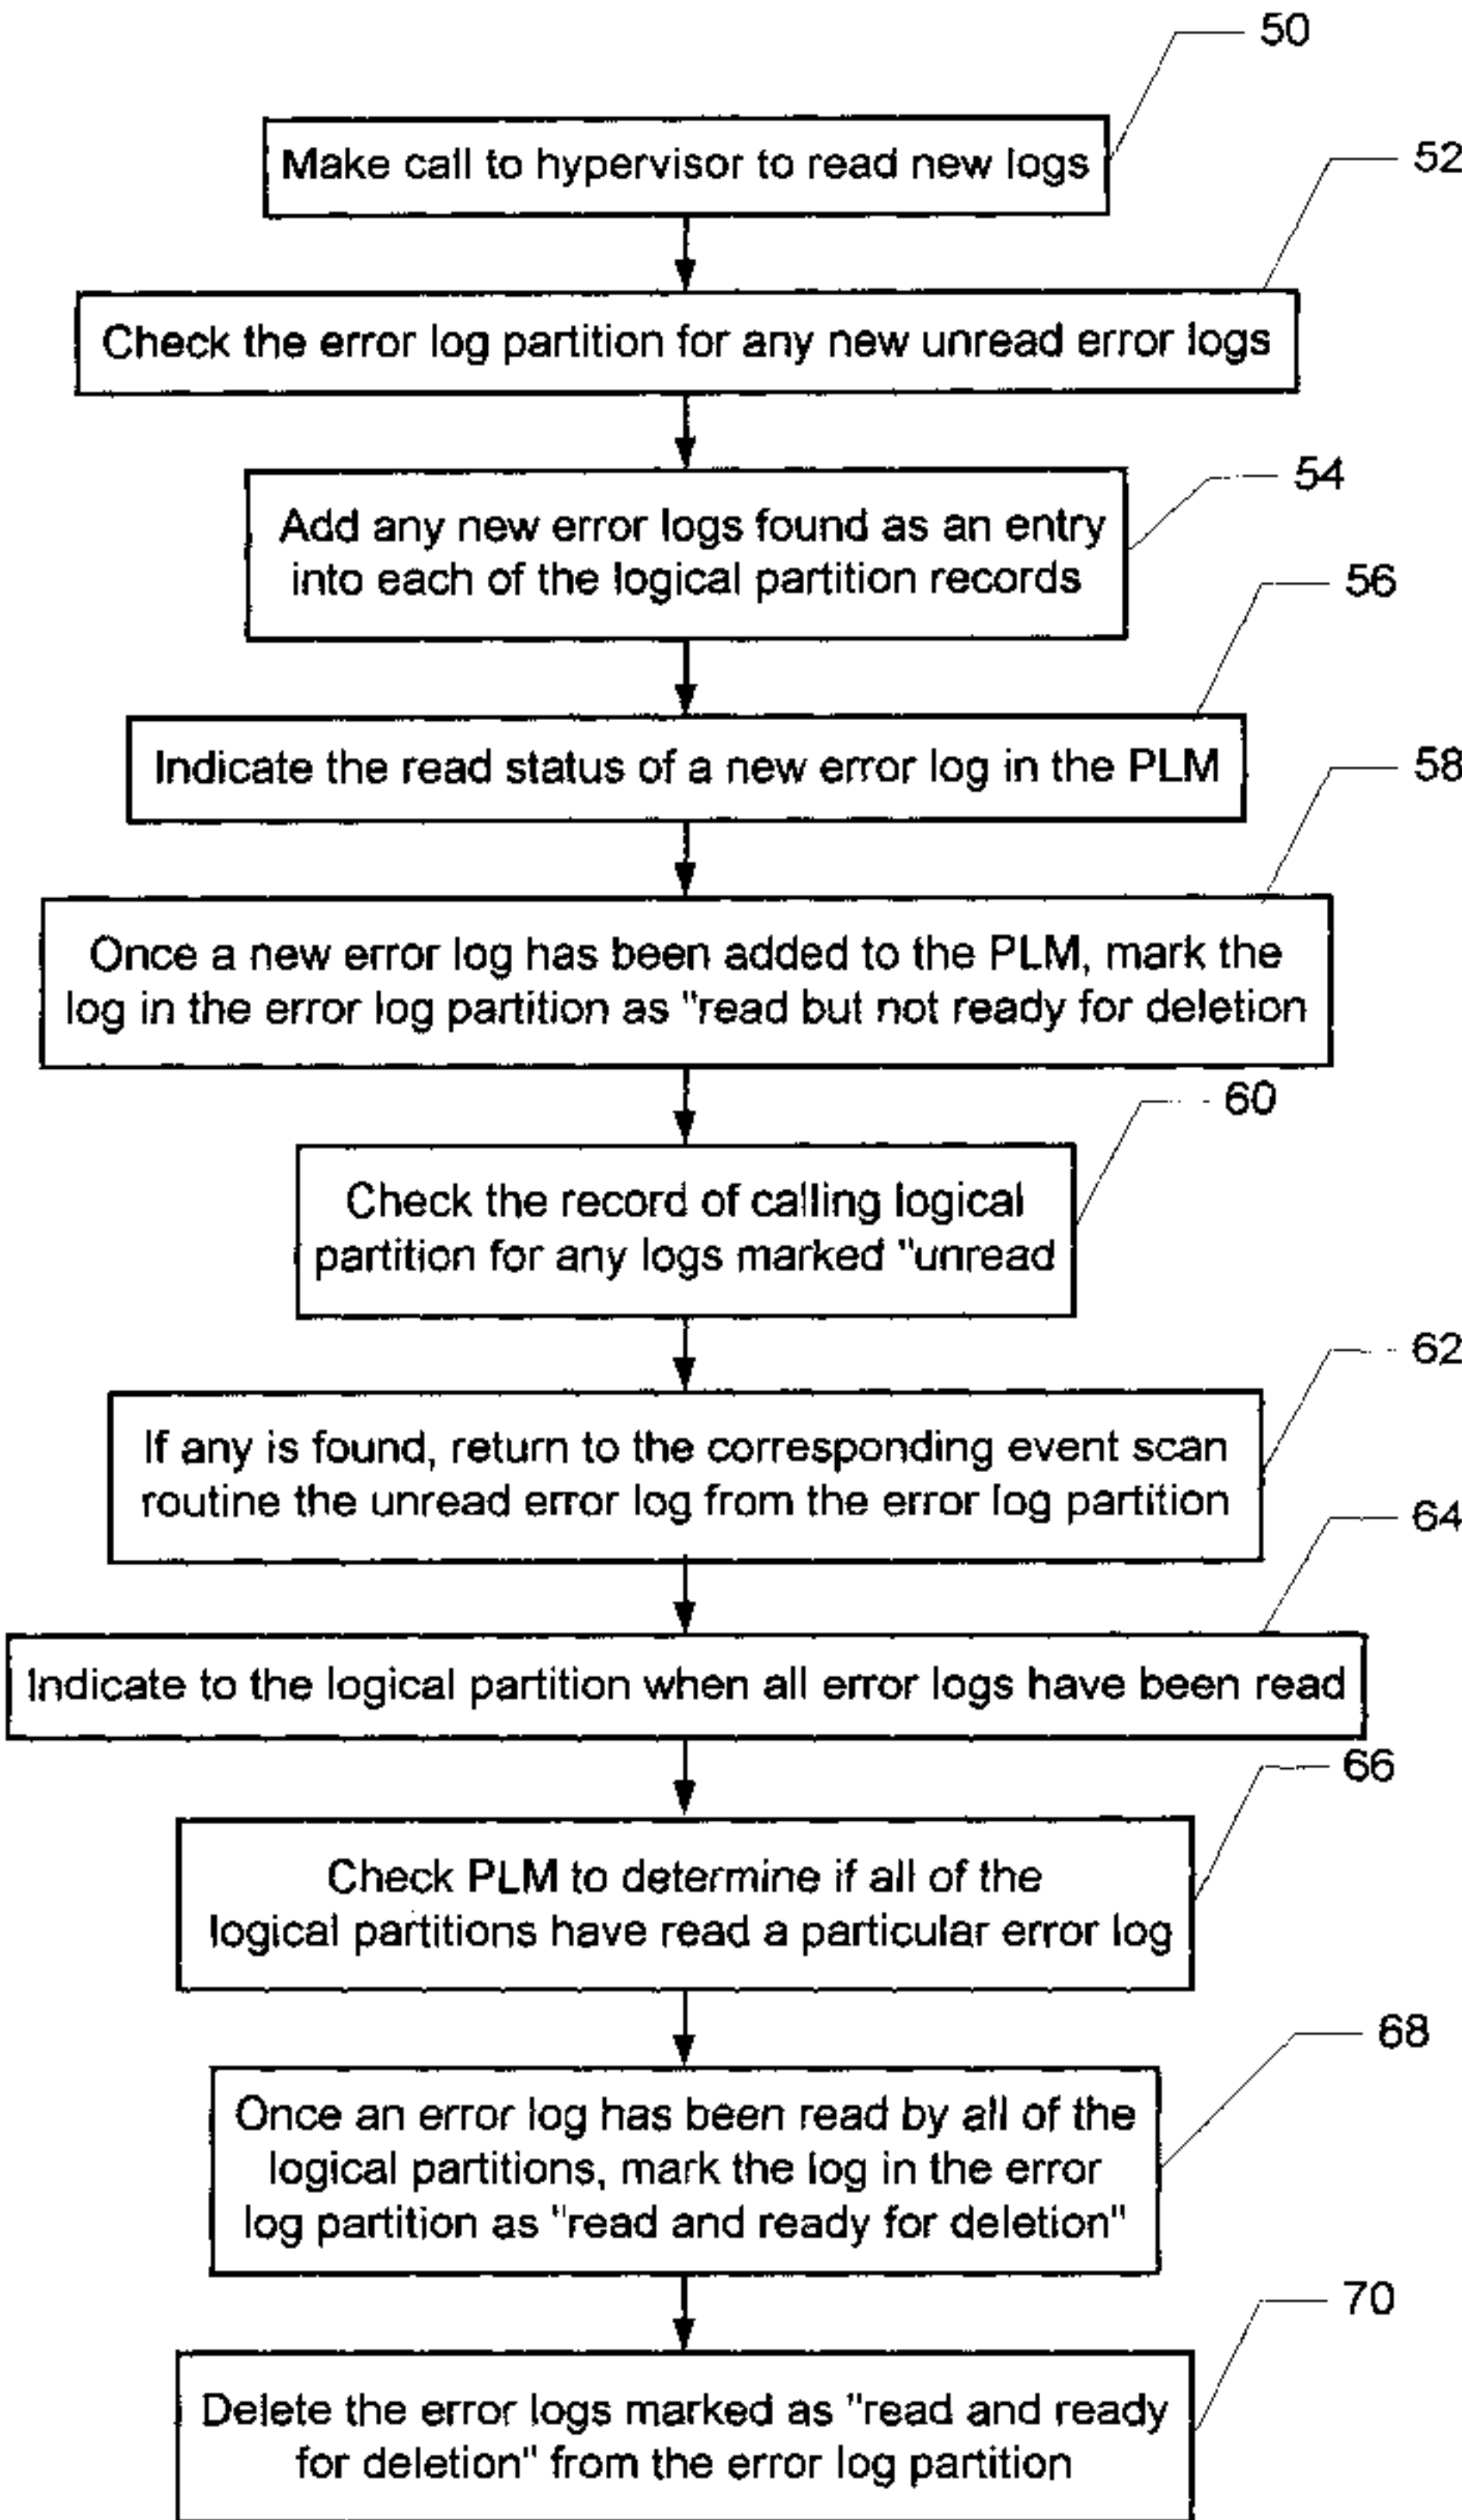 50
Make call to hypervisor to read new logs
52
Check the error log partition for any new unread error logs
54
Add any new error logs found as an entry
into each of the logical partition records
56
Indicate the read status of a new error log in the PLM
58
Once a new error log has been added to the PLM, mark the
log in the error log partition as "read but not ready for deletion
60
Check the record of calling logical
partition for any logs marked "unread
62
If any is found, return to the corresponding event scan
routine the unread error log from the error log partition
64
Indicate to the logical partition when all error logs have been read
66
Check PLM to determine if all of the
logical partitions have read a particular error log
68
Once an error log has been read by all of the
logical partitions, mark the log in the error
log partition as "read and ready for deletion"
70
Delete the error logs marked as "read and ready
for deletion" from the error log partition